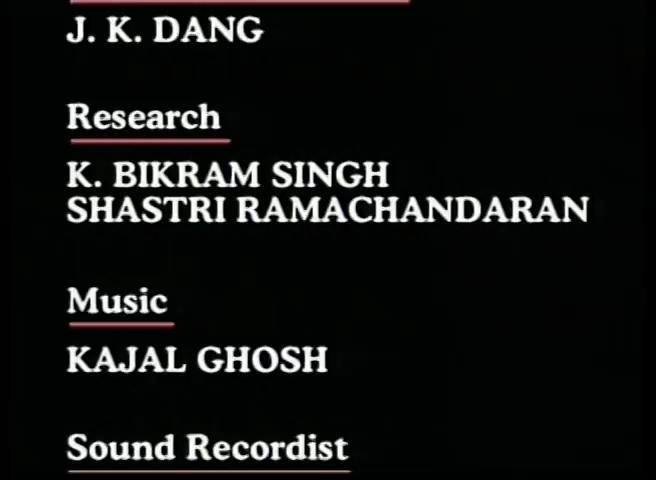 J. K. DANG
Research
K. BIKRAM SINGH
SHASTRI RAMACHANDARAN
Music
KAJAL GHOSH
Sound Recordist